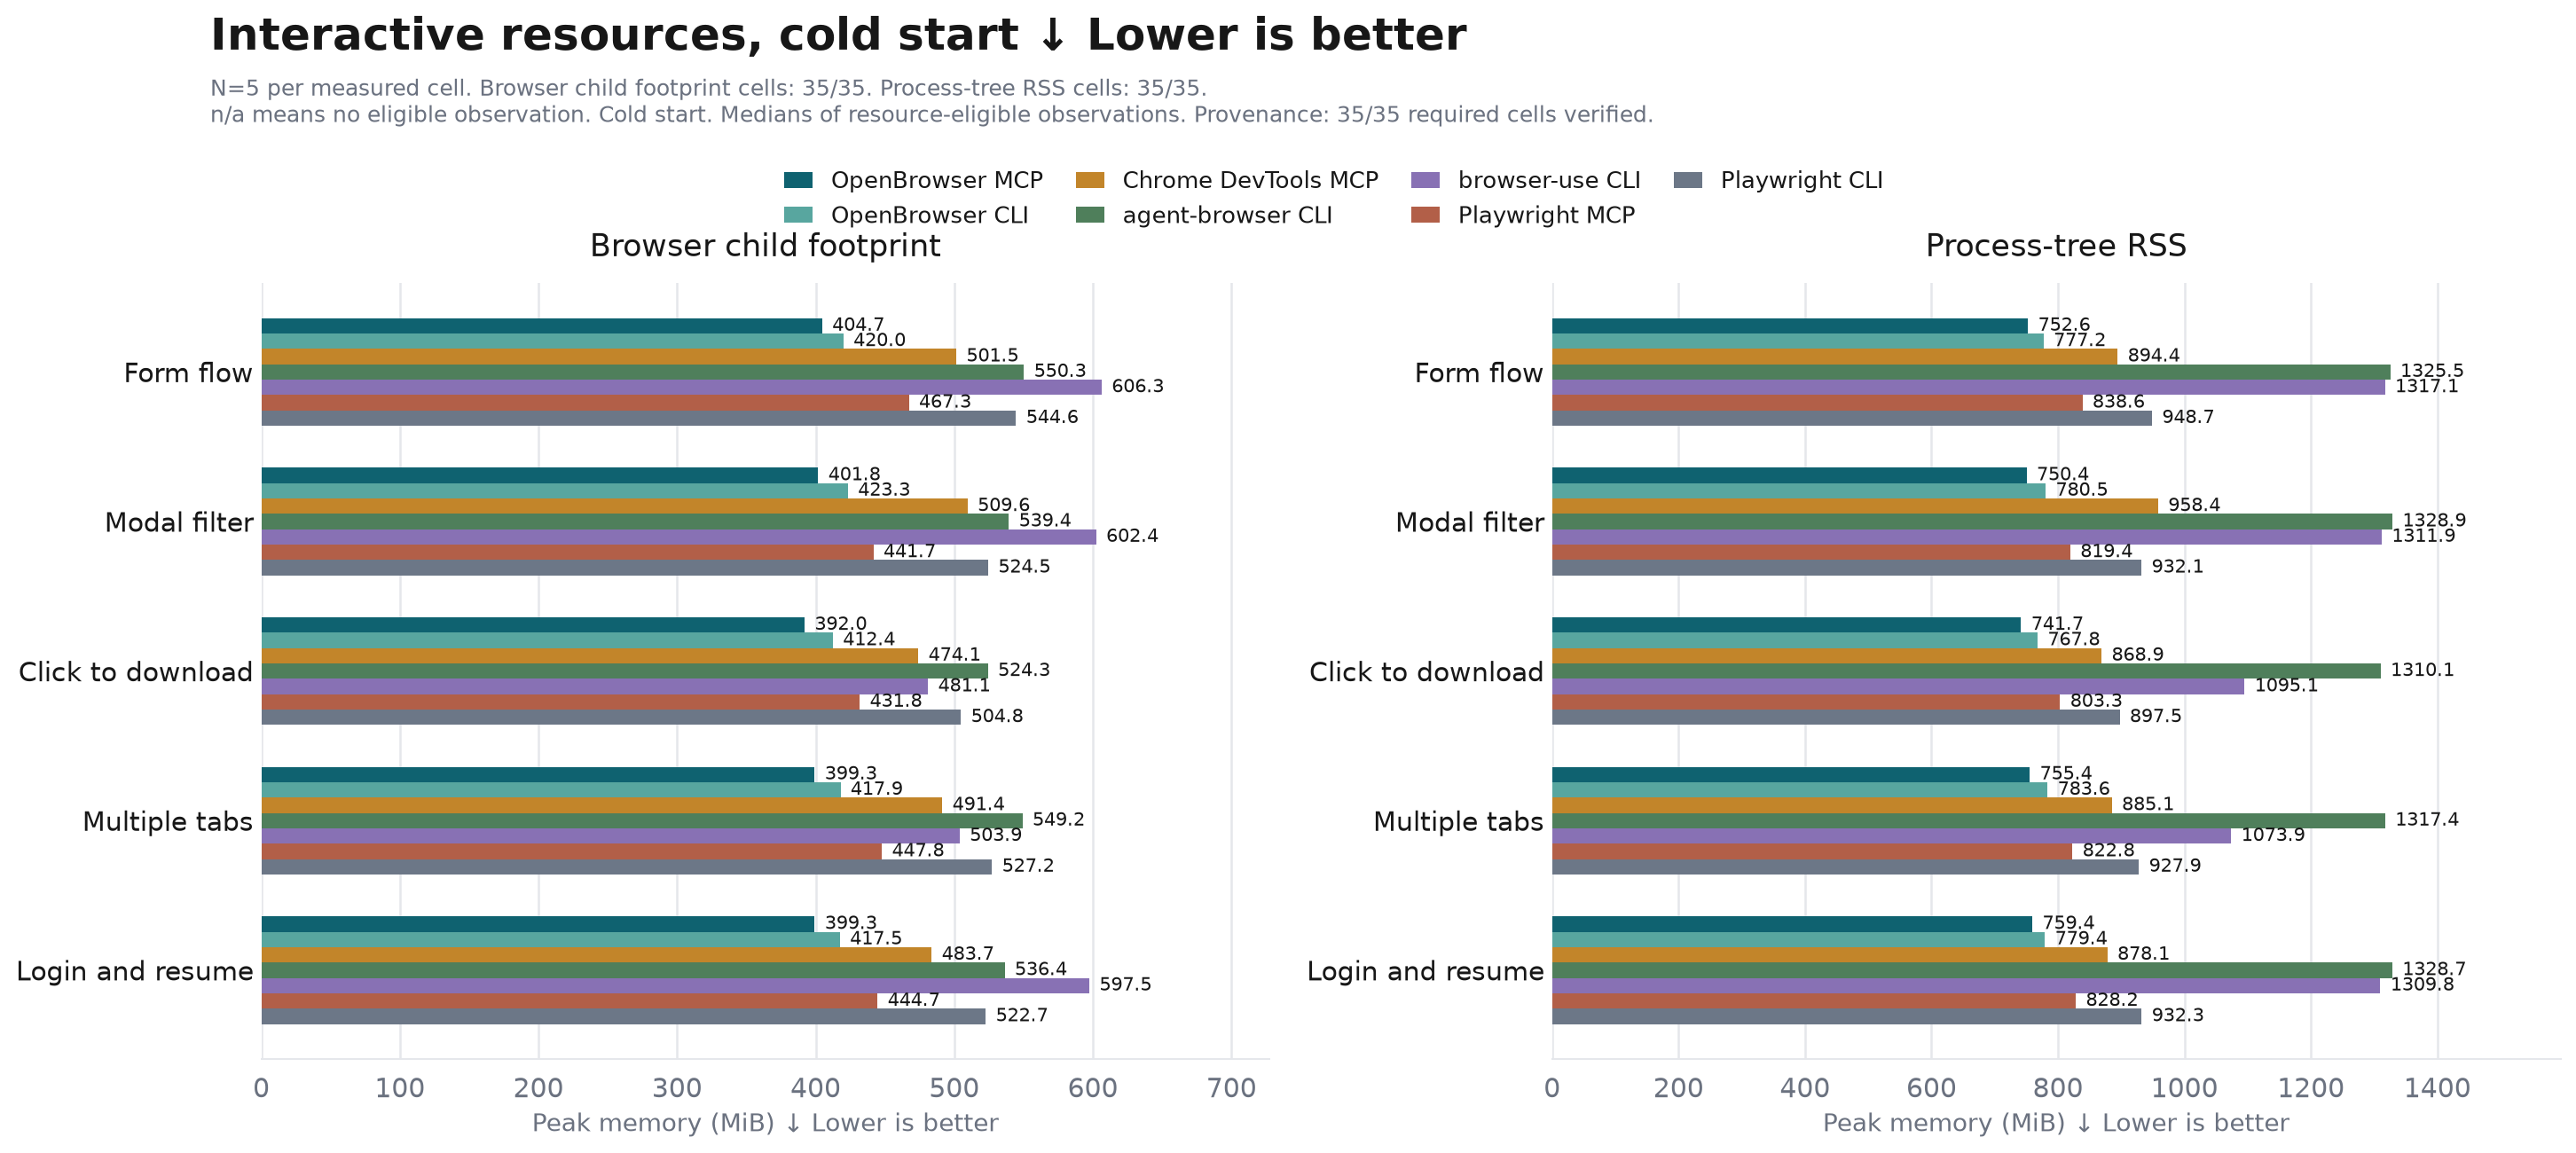 Interactive resources, cold start ↓ Lower is better
N=5 per measured cell. Browser child footprint cells: 35/35. Process-tree RSS cells: 35/35.
n/a means no eligible observation. Cold start. Medians of resource-eligible observations. Provenance: 35/35 required cells verified.
OpenBrowser MCP
Chrome DevTools MCP
browser-use CLI
Playwright CLI
OpenBrowser CLI
agent-browser CLI
Playwright MCP
Browser child footprint
Form flow
404.7
420.0
501.5
550.3
606.3
467.3
544.6
Modal filter
401.8
423.3
509.6
539.4
602.4
441.7
524.5
Click to download
392.0
412.4
474.1
524.3
481.1
431.8
504.8
Multiple tabs
399.3
417.9
491.4
549.2
503.9
447.8
527.2
Login and resume
399.3
417.5
483.7
536.4
597.5
444.7
522.7
0 100 200 300 400 500 600 700
Peak memory (MiB) ↓ Lower is better
Process-tree RSS
Form flow
752.6
777.2
894.4
1325.5
1317.1
838.6
948.7
Modal filter
750.4
780.5
958.4
1328.9
1311.9
819.4
932.1
Click to download
741.7
767.8
868.9
1310.1
1095.1
803.3
897.5
Multiple tabs
755.4
783.6
885.1
1317.4
1073.9
822.8
927.9
Login and resume
759.4
779.4
878.1
1328.7
1309.8
828.2
932.3
0 200 400 600 800 1000 1200 1400
Peak memory (MiB) ↓ Lower is better